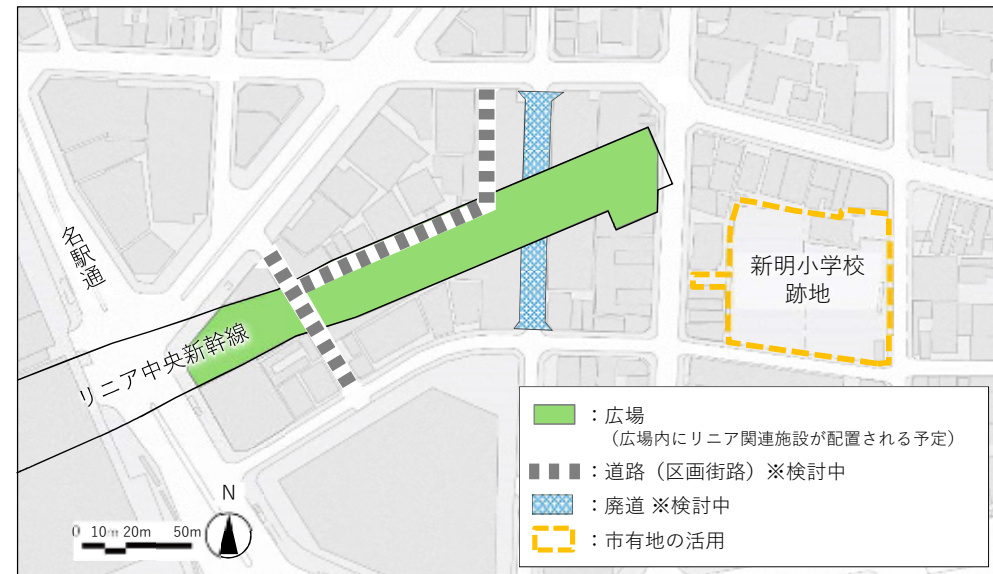 名駅通
リニア中央新幹線
新明小学校
跡地
N
0 10m 20m 50m
：広場
（広場内にリニア関連施設が配置される予定）
：道路（区画街路）※検討中
：廃道 ※検討中
：市有地の活用